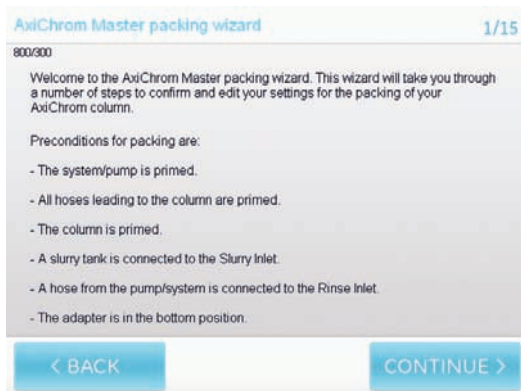 AxiChrom Master packing wizard 1/15
800/300
Welcome to the AxiChrom Master packing wizard. This wizard will take you through
a number of steps to confirm and edit your settings for the packing of your
AxiChrom column.
Preconditions for packing are:
- The system/pump is primed.
- All hoses leading to the column are primed.
- The column is primed.
- A slurry tank is connected to the Slurry Inlet.
- A hose from the pump/system is connected to the Rinse Inlet.
- The adapter is in the bottom position.
< BACK CONTINUE >